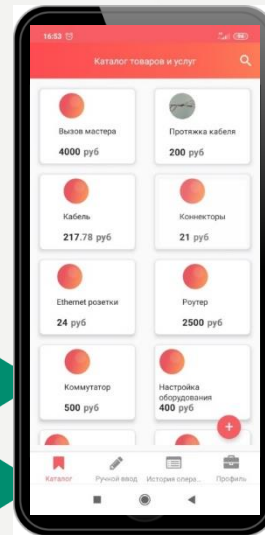 16:53
Каталог товаров и услуг
Вызов мастера
4000 руб
Протяжка кабеля
200 руб
Кабель
217.78 руб
Коннекторы
21 руб
Ethernet розетки
24 руб
Роутер
2500 руб
Коммутатор
500 руб
Настройка
оборудования
400 руб
+
Каталог
Ручной ввод
История опера...
Профиль